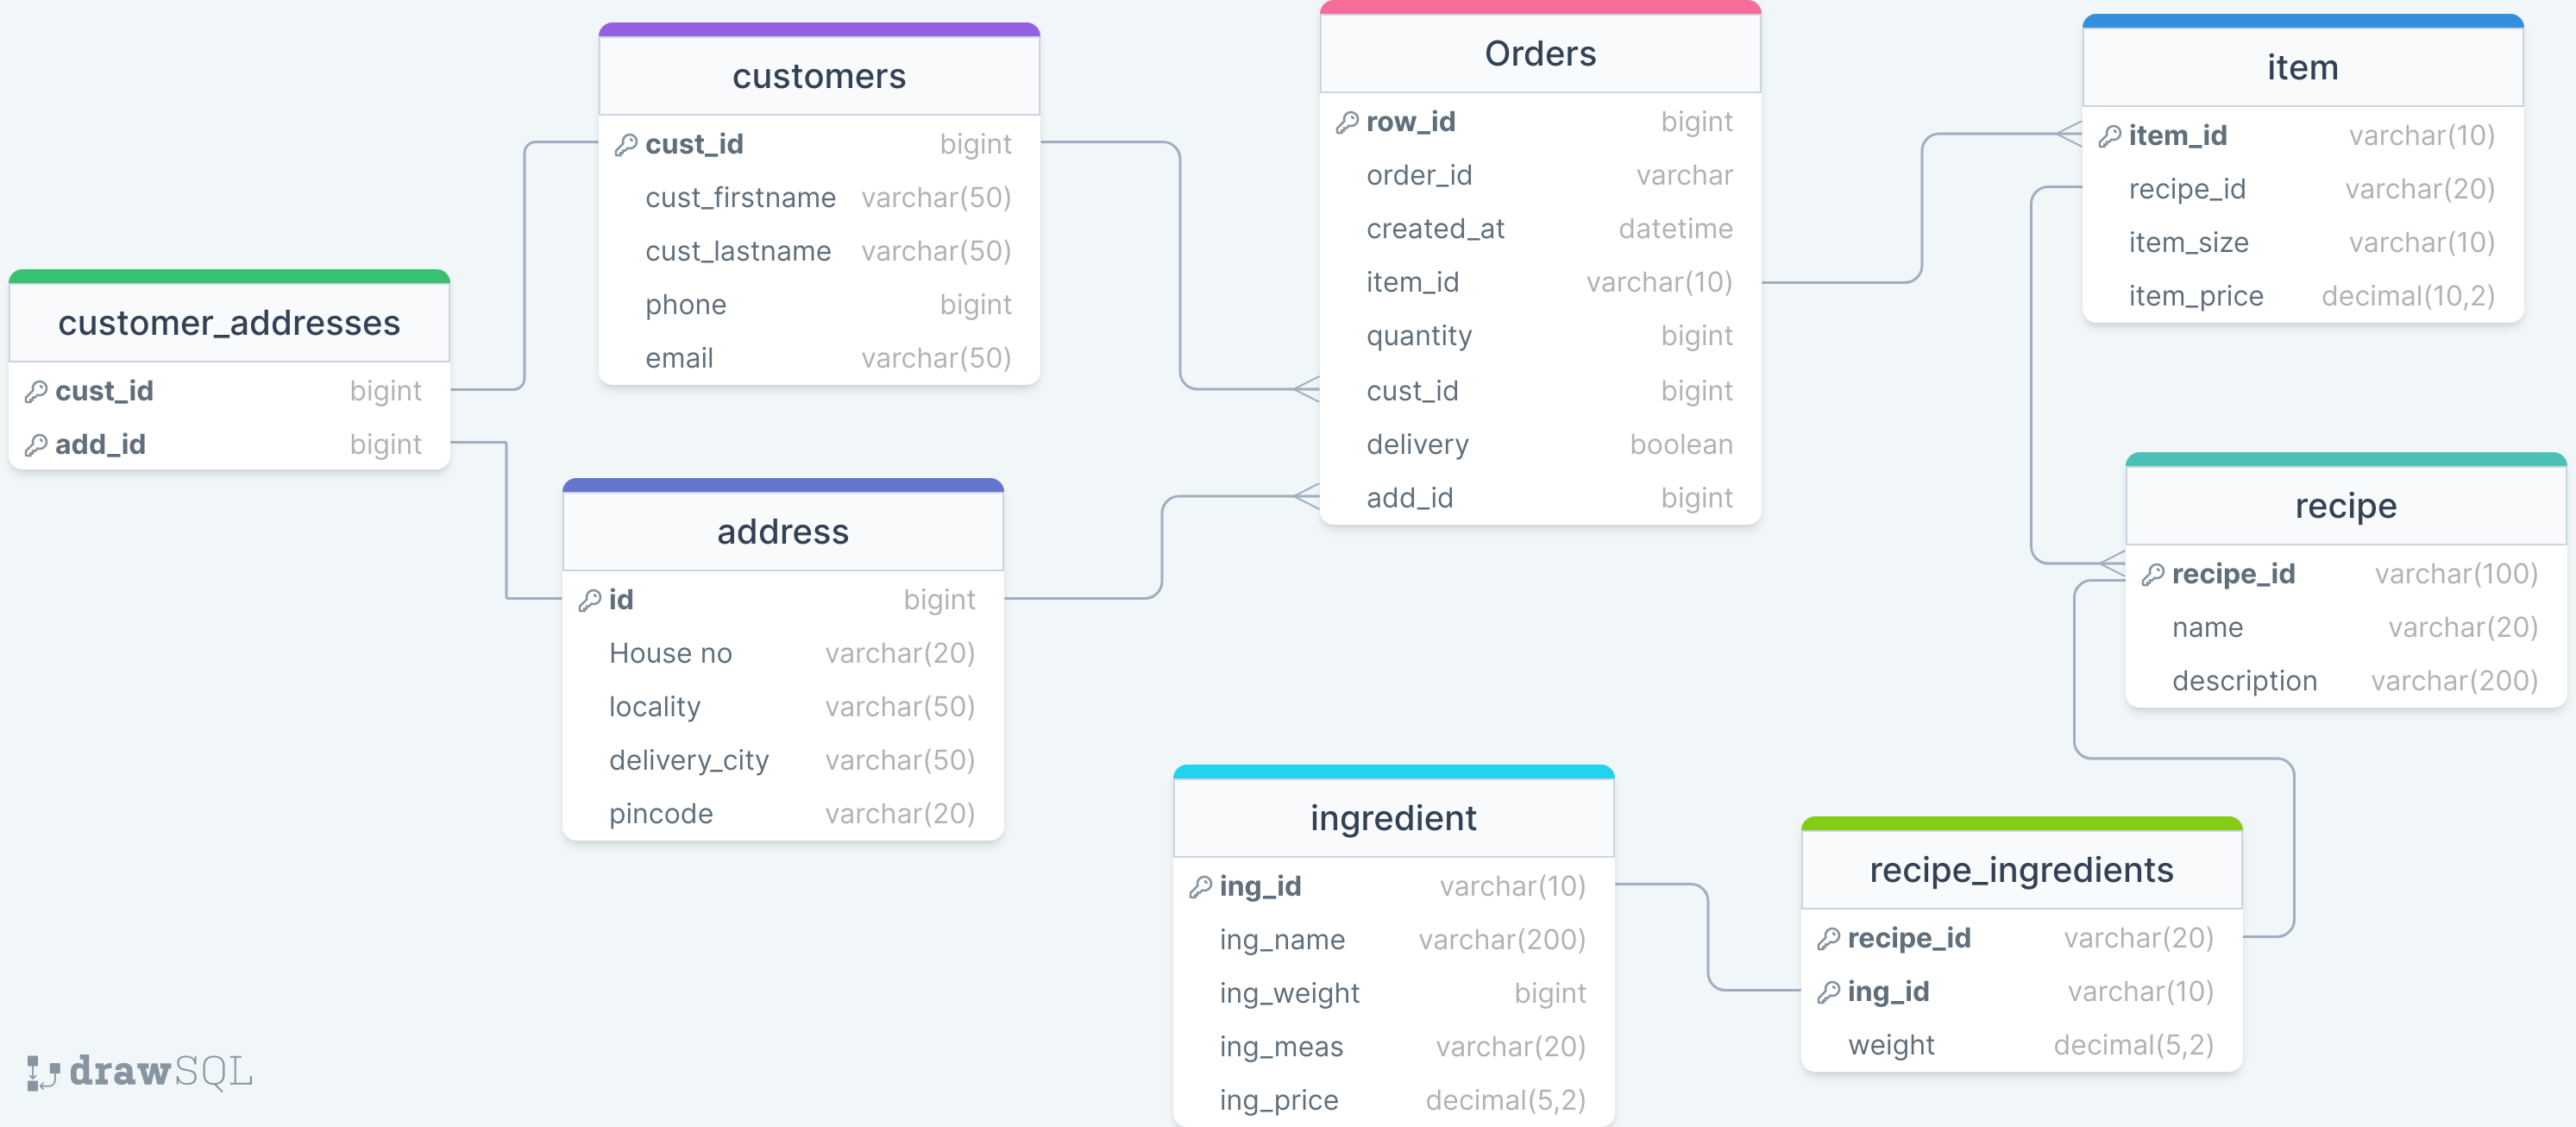 customers
cust_id bigint
cust_firstname varchar(50)
cust_lastname varchar(50)
phone bigint
email varchar(50)
Orders
row_id bigint
order_id varchar
created_at datetime
item_id varchar(10)
quantity bigint
cust_id bigint
delivery boolean
add_id bigint
item
item_id varchar(10)
recipe_id varchar(20)
item_size varchar(10)
item_price decimal(10,2)
customer_addresses
cust_id bigint
add_id bigint
address
id bigint
House no varchar(20)
locality varchar(50)
delivery_city varchar(50)
pincode varchar(20)
recipe
recipe_id varchar(100)
name varchar(20)
description varchar(200)
ingredient
ing_id varchar(10)
ing_name varchar(200)
ing_weight bigint
ing_meas varchar(20)
ing_price decimal(5,2)
recipe_ingredients
recipe_id varchar(20)
ing_id varchar(10)
weight decimal(5,2)
drawSQL